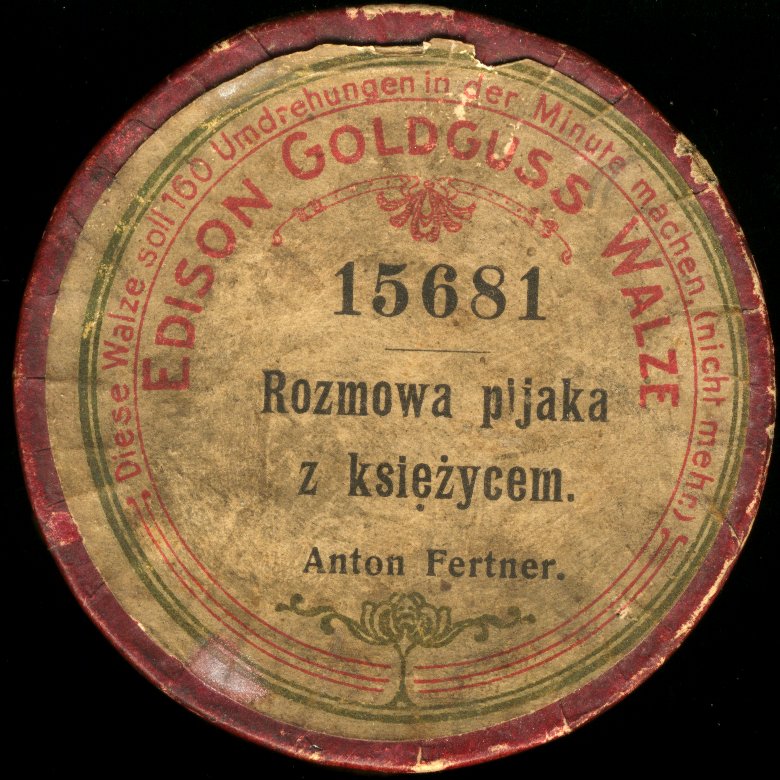 Diese Walze soll 160 Umdrehungen in der Minute machen, (nicht mehr.)
EDISON GOLDGUSS WALZE
15681
Rozmowa pijaka
z księżycem.
Anton Fertner.